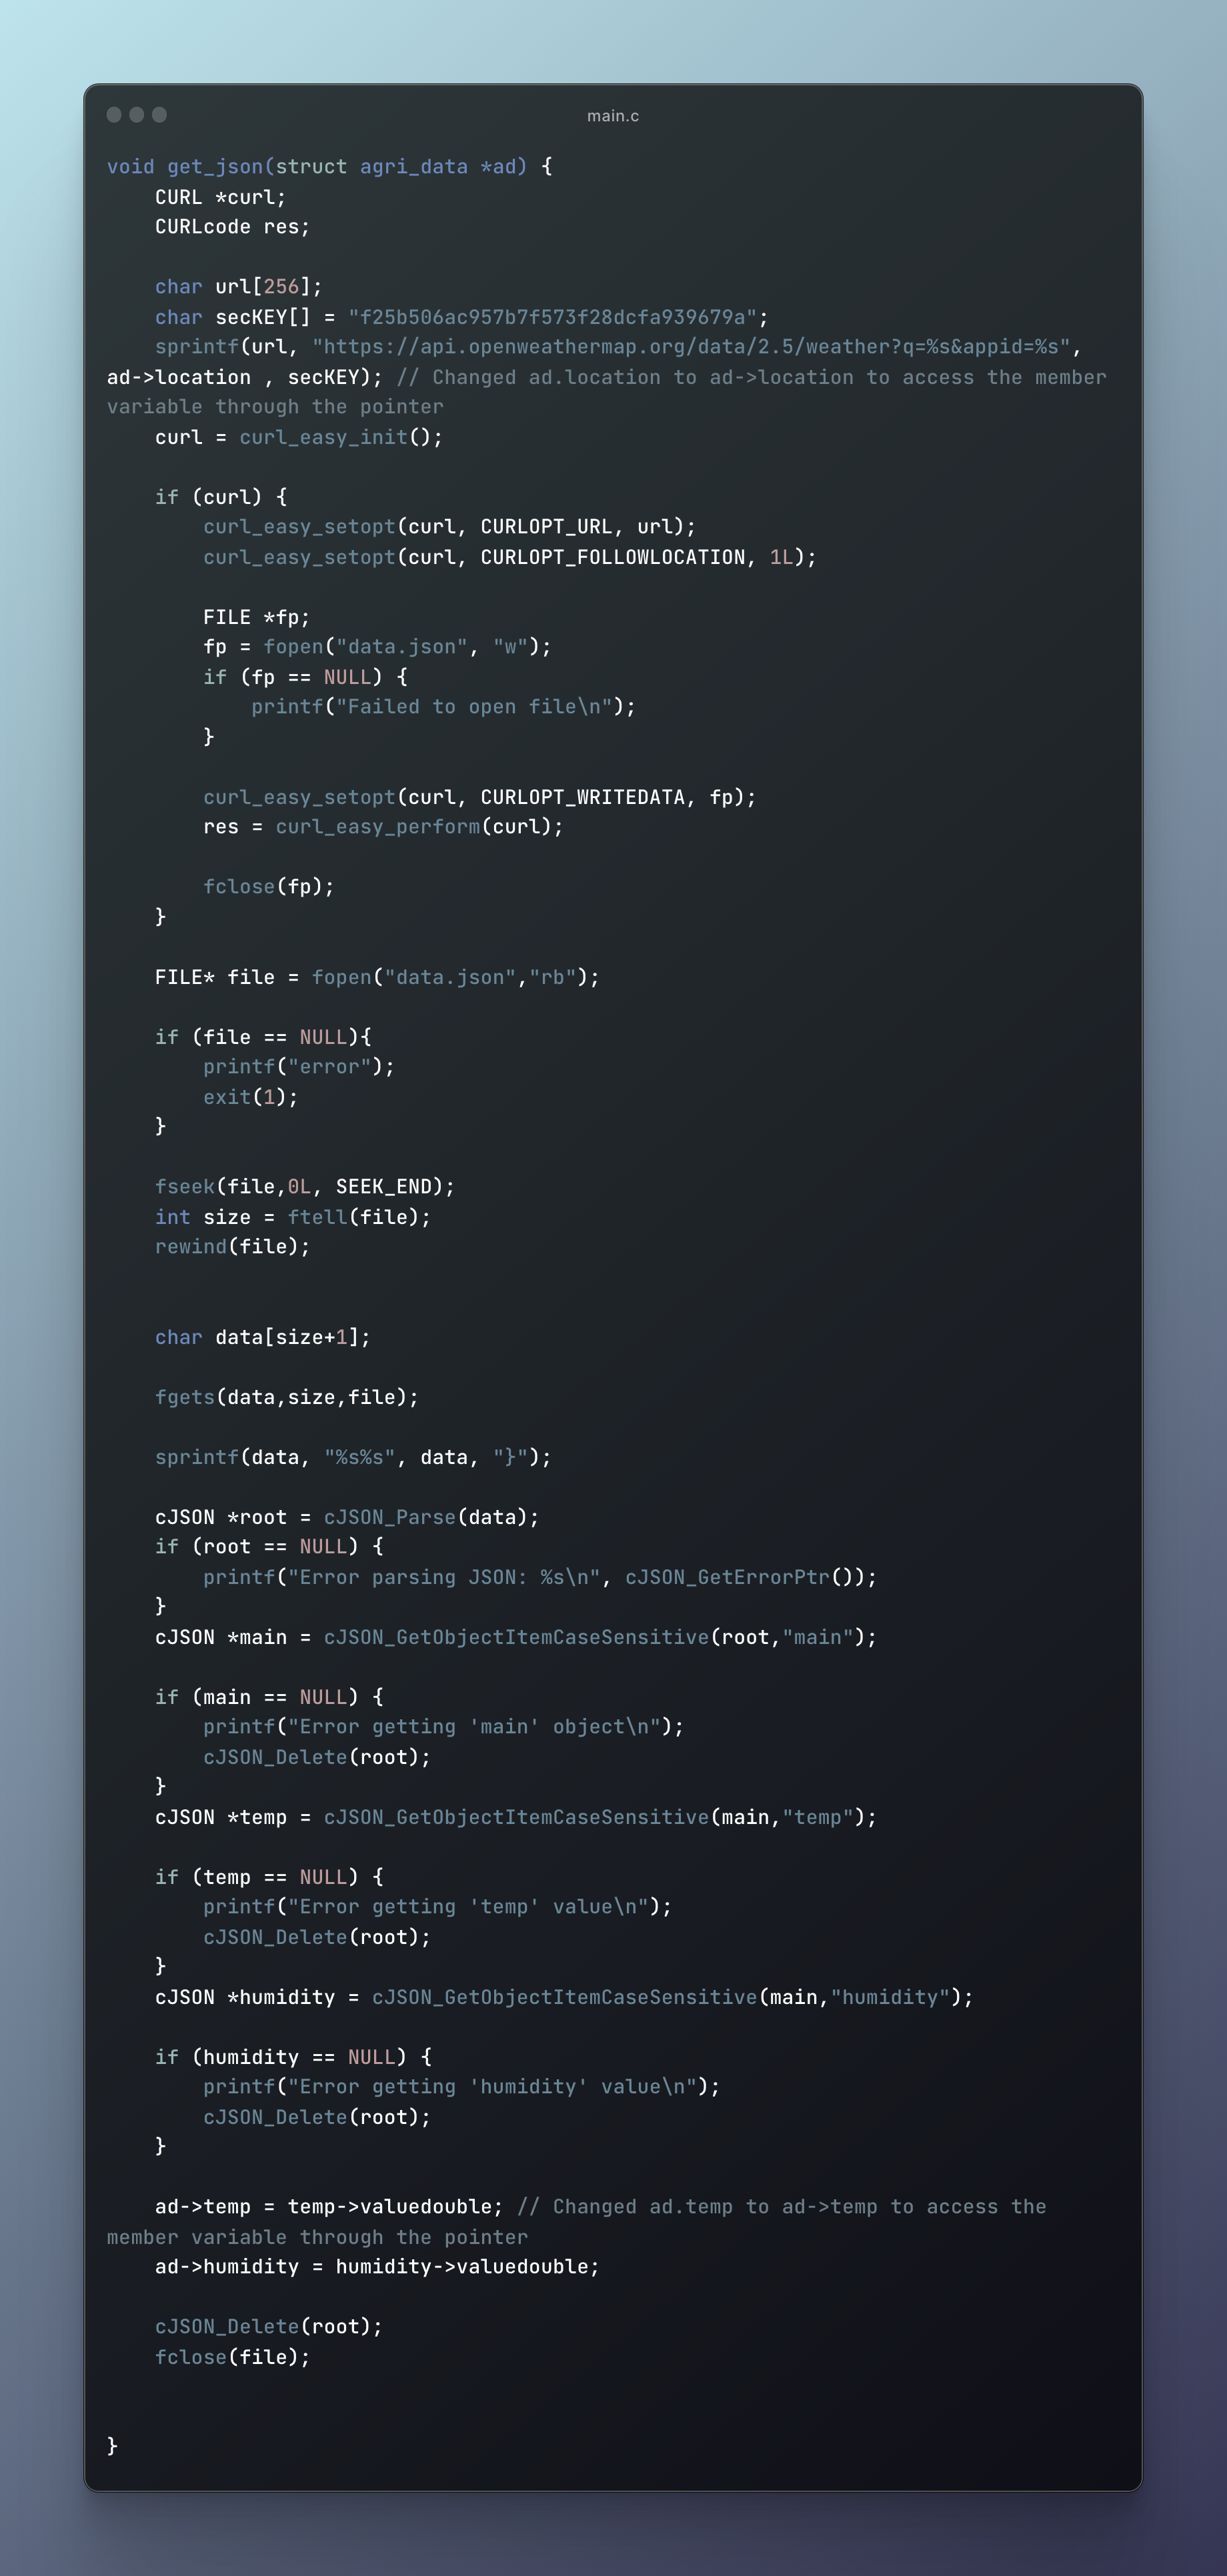 main.c
void get_json(struct agri_data *ad) {
    CURL *curl;
    CURLcode res;

    char url[256];
    char secKEY[] = "f25b506ac957b7f573f28dcfa939679a";
    sprintf(url, "https://api.openweathermap.org/data/2.5/weather?q=%s&appid=%s",
ad->location , secKEY); // Changed ad.location to ad->location to access the member
variable through the pointer
    curl = curl_easy_init();

    if (curl) {
        curl_easy_setopt(curl, CURLOPT_URL, url);
        curl_easy_setopt(curl, CURLOPT_FOLLOWLOCATION, 1L);

        FILE *fp;
        fp = fopen("data.json", "w");
        if (fp == NULL) {
            printf("Failed to open file\n");
        }

        curl_easy_setopt(curl, CURLOPT_WRITEDATA, fp);
        res = curl_easy_perform(curl);

        fclose(fp);
    }

    FILE* file = fopen("data.json","rb");

    if (file == NULL){
        printf("error");
        exit(1);
    }

    fseek(file,0L, SEEK_END);
    int size = ftell(file);
    rewind(file);


    char data[size+1];

    fgets(data,size,file);

    sprintf(data, "%s%s", data, "}");

    cJSON *root = cJSON_Parse(data);
    if (root == NULL) {
        printf("Error parsing JSON: %s\n", cJSON_GetErrorPtr());
    }
    cJSON *main = cJSON_GetObjectItemCaseSensitive(root,"main");

    if (main == NULL) {
        printf("Error getting 'main' object\n");
        cJSON_Delete(root);
    }
    cJSON *temp = cJSON_GetObjectItemCaseSensitive(main,"temp");

    if (temp == NULL) {
        printf("Error getting 'temp' value\n");
        cJSON_Delete(root);
    }
    cJSON *humidity = cJSON_GetObjectItemCaseSensitive(main,"humidity");

    if (humidity == NULL) {
        printf("Error getting 'humidity' value\n");
        cJSON_Delete(root);
    }

    ad->temp = temp->valuedouble; // Changed ad.temp to ad->temp to access the
member variable through the pointer
    ad->humidity = humidity->valuedouble;

    cJSON_Delete(root);
    fclose(file);


}